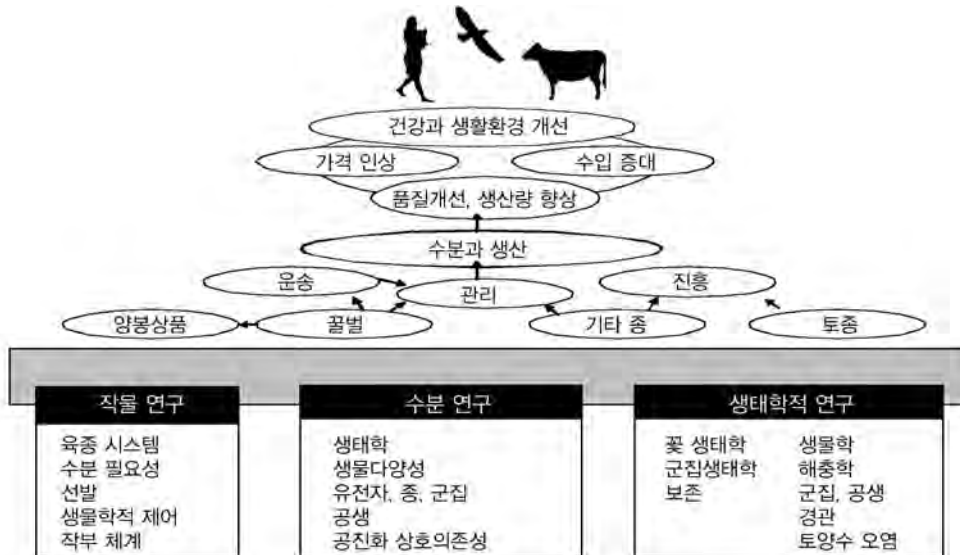 건강과 생활환경 개선
가격 인상
수입 증대
품질개선, 생산량 향상
수분과 생산
운송
관리
진흥
양봉상품
꿀벌
기타 종
토종
작물 연구
육종 시스템
수분 필요성
선발
생물학적 제어
작부 체계
수분 연구
생태학
생물다양성
유전자, 종, 군집
공생
공진화 상호의존성
생태학적 연구
꽃 생태학
군집생태학
보존
생물학
해충학
군집, 공생
경관
토양수 오염